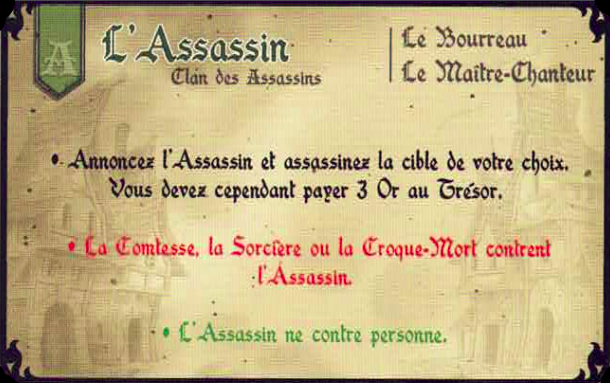 A
L'Assassin
Clan des Assassins
Le Bourreau
Le Maître-Chanteur
• Annoncez l'Assassin et assassinez la cible de votre choix.
Vous devez cependant payer 3 Or au Trésor.
• La Comtesse, la Sorcière ou la Croque-Mort contrent
l'Assassin.
• L'Assassin ne contre personne.